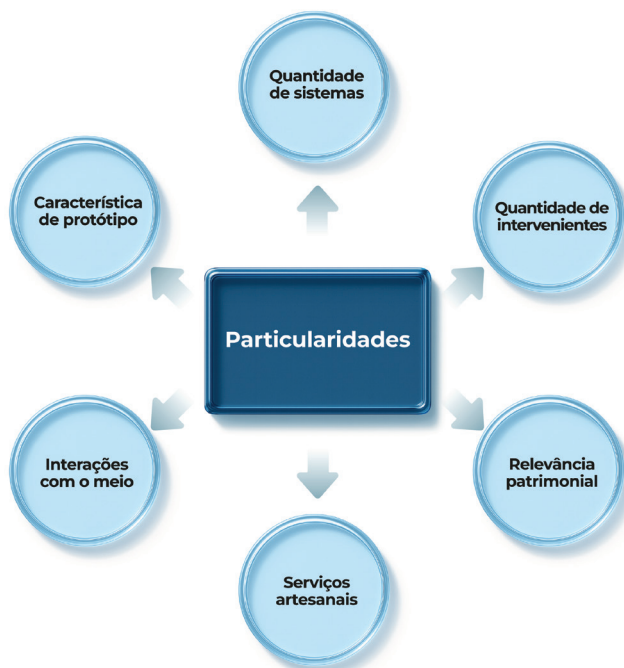 Quantidade
de sistemas
Característica
de protótipo
Quantidade de
intervenientes
Particularidades
Interações
com o meio
Relevância
patrimonial
Serviços
artesanais